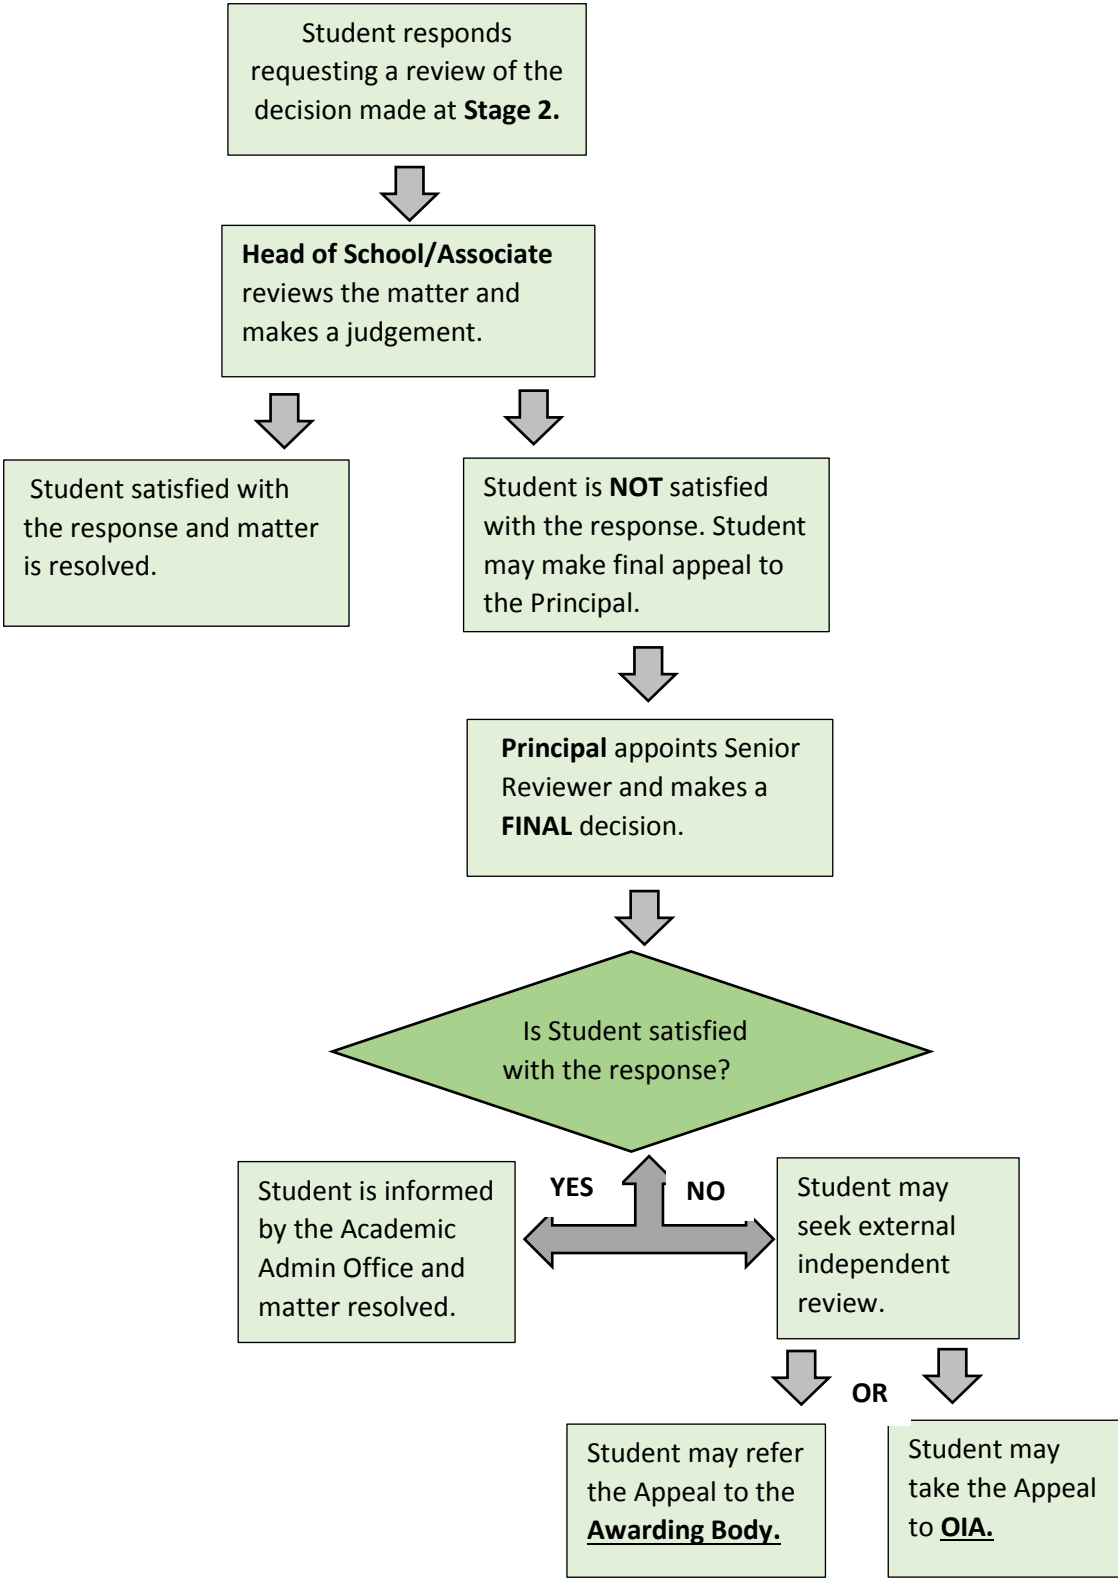 Student responds
requesting a review of the
decision made at Stage 2.
Head of School/Associate
reviews the matter and
makes a judgement.
Student satisfied with
the response and matter
is resolved.
Student is NOT satisfied
with the response. Student
may make final appeal to
the Principal.
Principal appoints Senior
Reviewer and makes a
FINAL decision.
Is Student satisfied
with the response?
YES
NO
Student is informed
by the Academic
Admin Office and
matter resolved.
Student may
seek external
independent
review.
OR
Student may refer
the Appeal to the
Awarding Body.
Student may
take the Appeal
to OIA.